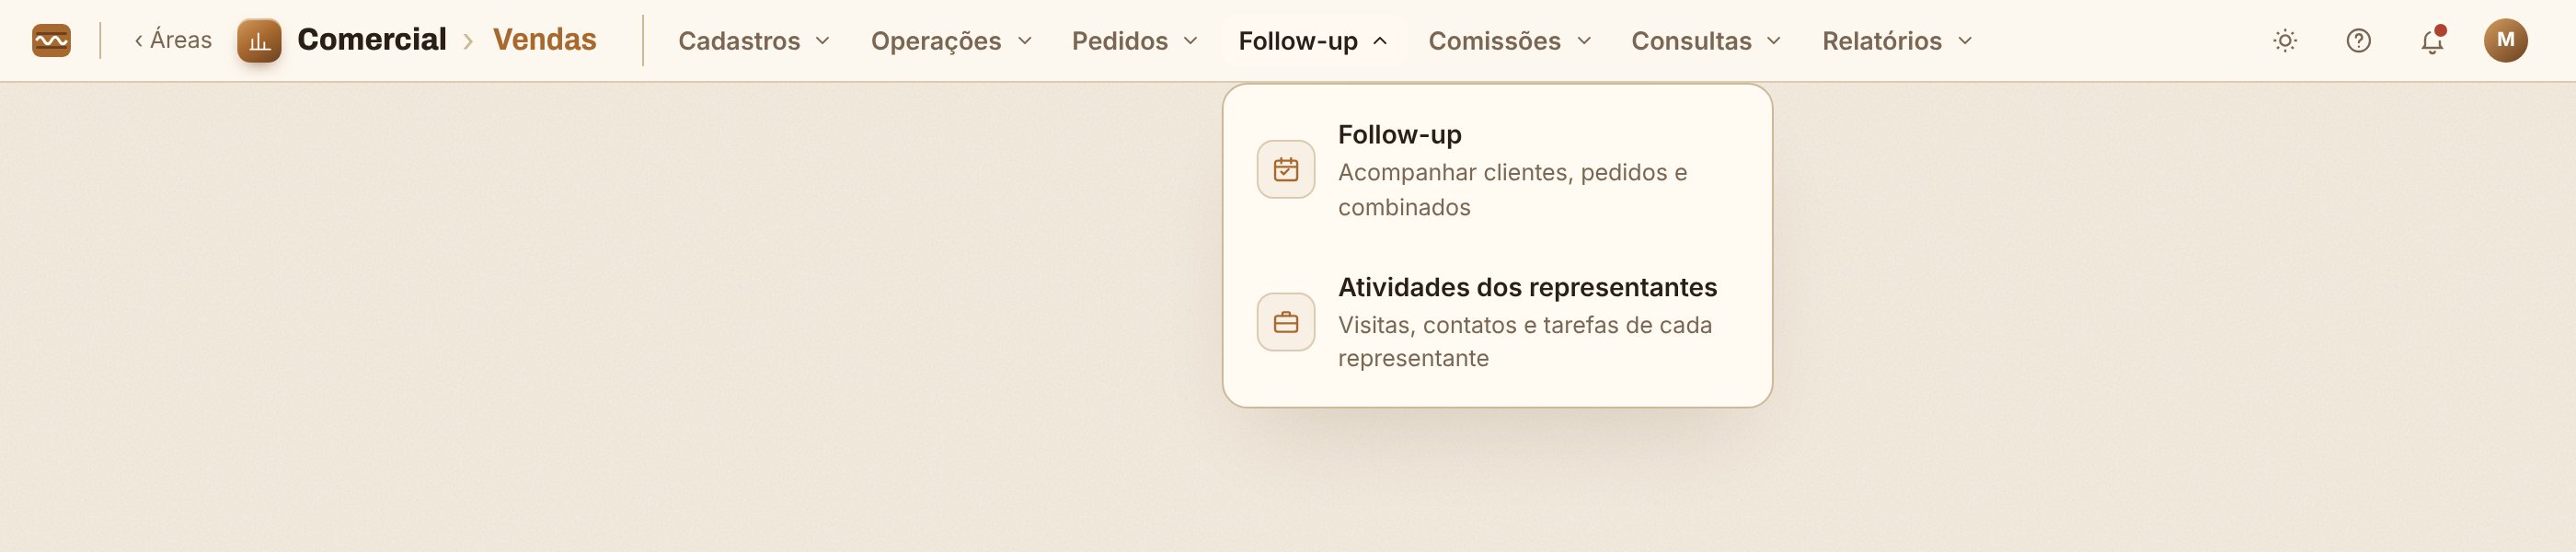 ‹ Áreas Comercial › Vendas Cadastros Operações Pedidos Follow-up Comissões Consultas Relatórios M
Follow-up
Acompanhar clientes, pedidos e
combinados
Atividades dos representantes
Visitas, contatos e tarefas de cada
representante